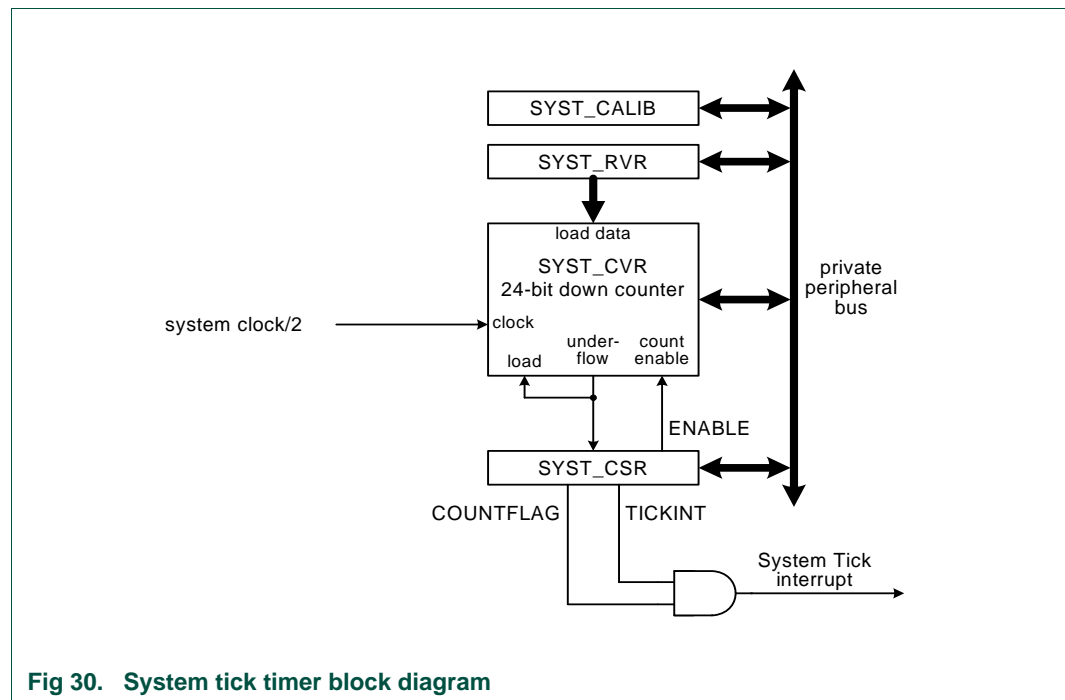 SYST_CALIB
SYST_RVR
load data
SYST_CVR
24-bit down counter
private
peripheral
bus
system clock/2
clock
under-
flow
count
enable
load
ENABLE
SYST_CSR
COUNTFLAG
TICKINT
System Tick
interrupt
Fig 30. System tick timer block diagram